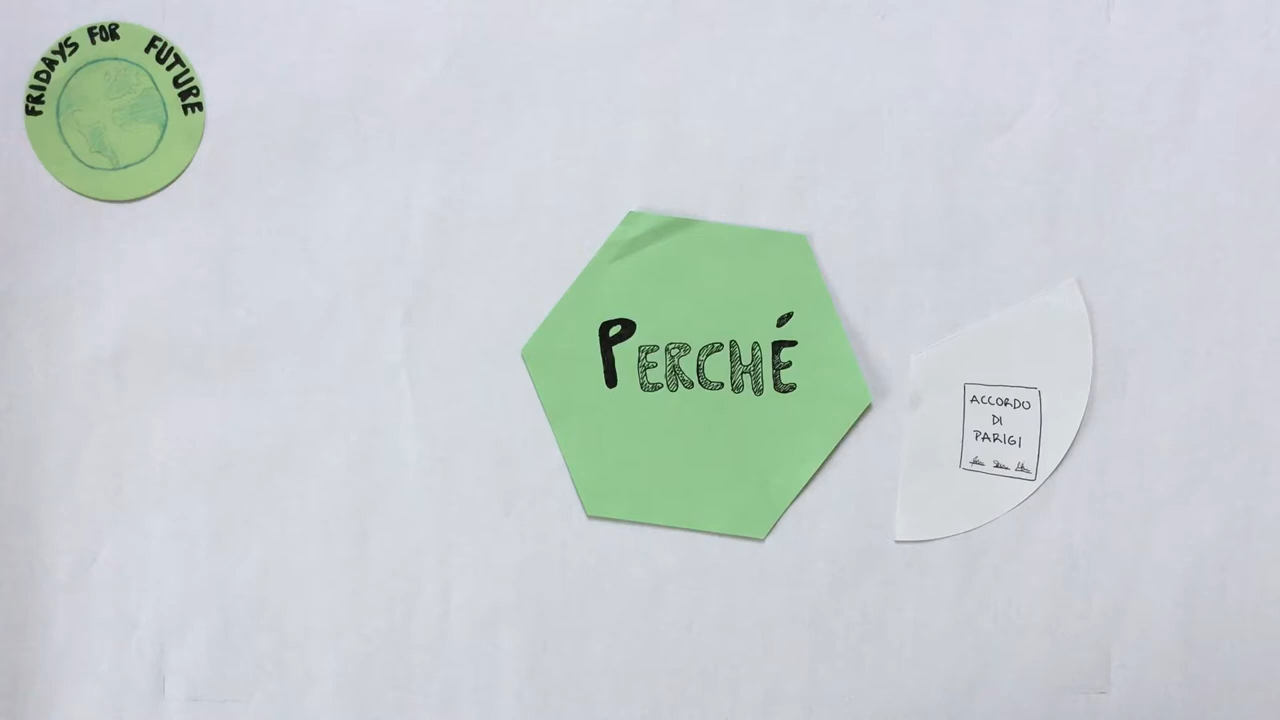 FRIDAYS FOR FUTURE
PERCHÉ
ACCORDO
DI
PARIGI